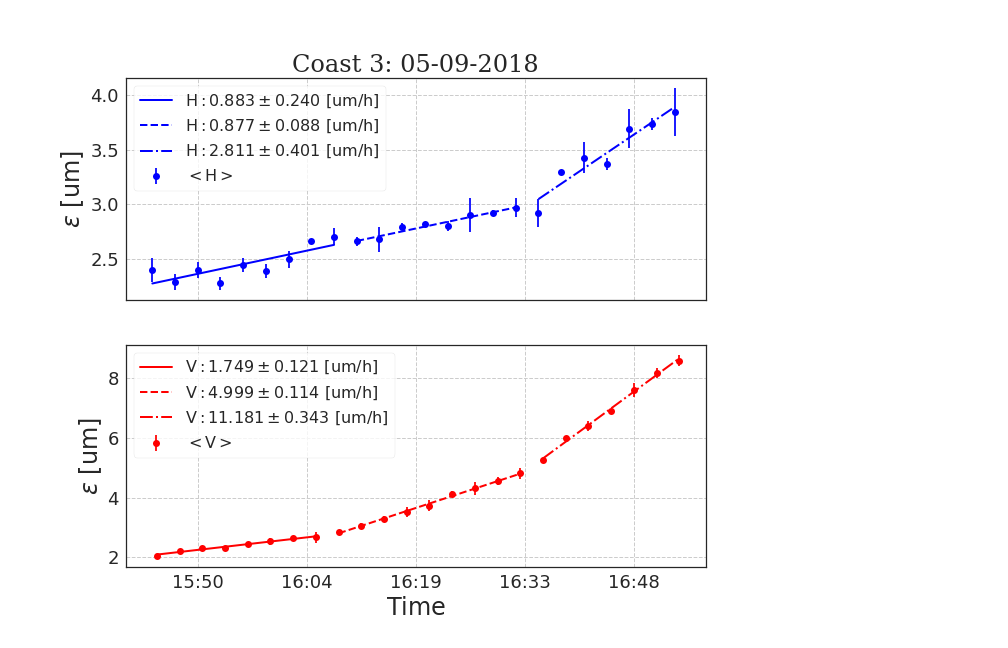 Coast 3: 05-09-2018
4.0
3.5
3.0
2.5
ε [um]
H : 0.883 ± 0.240 [um/h]
H : 0.877 ± 0.088 [um/h]
H : 2.811 ± 0.401 [um/h]
< H >
8
6
4
2
ε [um]
V : 1.749 ± 0.121 [um/h]
V : 4.999 ± 0.114 [um/h]
V : 11.181 ± 0.343 [um/h]
< V >
15:50 16:04 16:19 16:33 16:48
Time